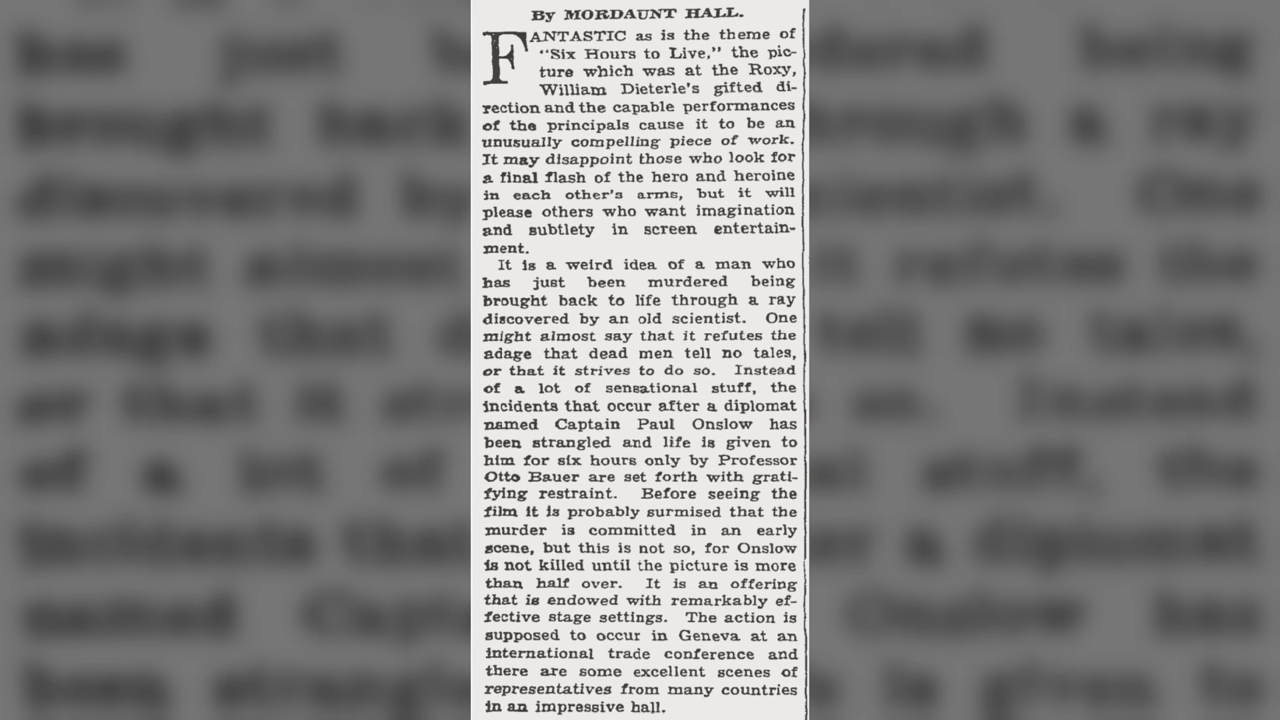 By MORDAUNT HALL.
FANTASTIC as is the theme of
"Six Hours to Live," the pic-
ture which was at the Roxy,
William Dieterle's gifted di-
rection and the capable performances
of the principals cause it to be an
unusually compelling piece of work.
It may disappoint those who look for
a final flash of the hero and heroine
in each other's arms, but it will
please others who want imagination
and subtlety in screen entertain-
ment.
It is a weird idea of a man who
has just been murdered being
brought back to life through a ray
discovered by an old scientist. One
might almost say that it refutes the
adage that dead men tell no tales,
or that it strives to do so. Instead
of a lot of sensational stuff, the
incidents that occur after a diplomat
named Captain Paul Onslow has
been strangled and life is given to
him for six hours only by Professor
Otto Bauer are set forth with grati-
fying restraint. Before seeing the
film it is probably surmised that the
murder is committed in an early
scene, but this is not so, for Onslow
is not killed until the picture is more
than half over. It is an offering
that is endowed with remarkably ef-
fective stage settings. The action is
supposed to occur in Geneva at an
international trade conference and
there are some excellent scenes of
representatives from many countries
in an impressive hall.